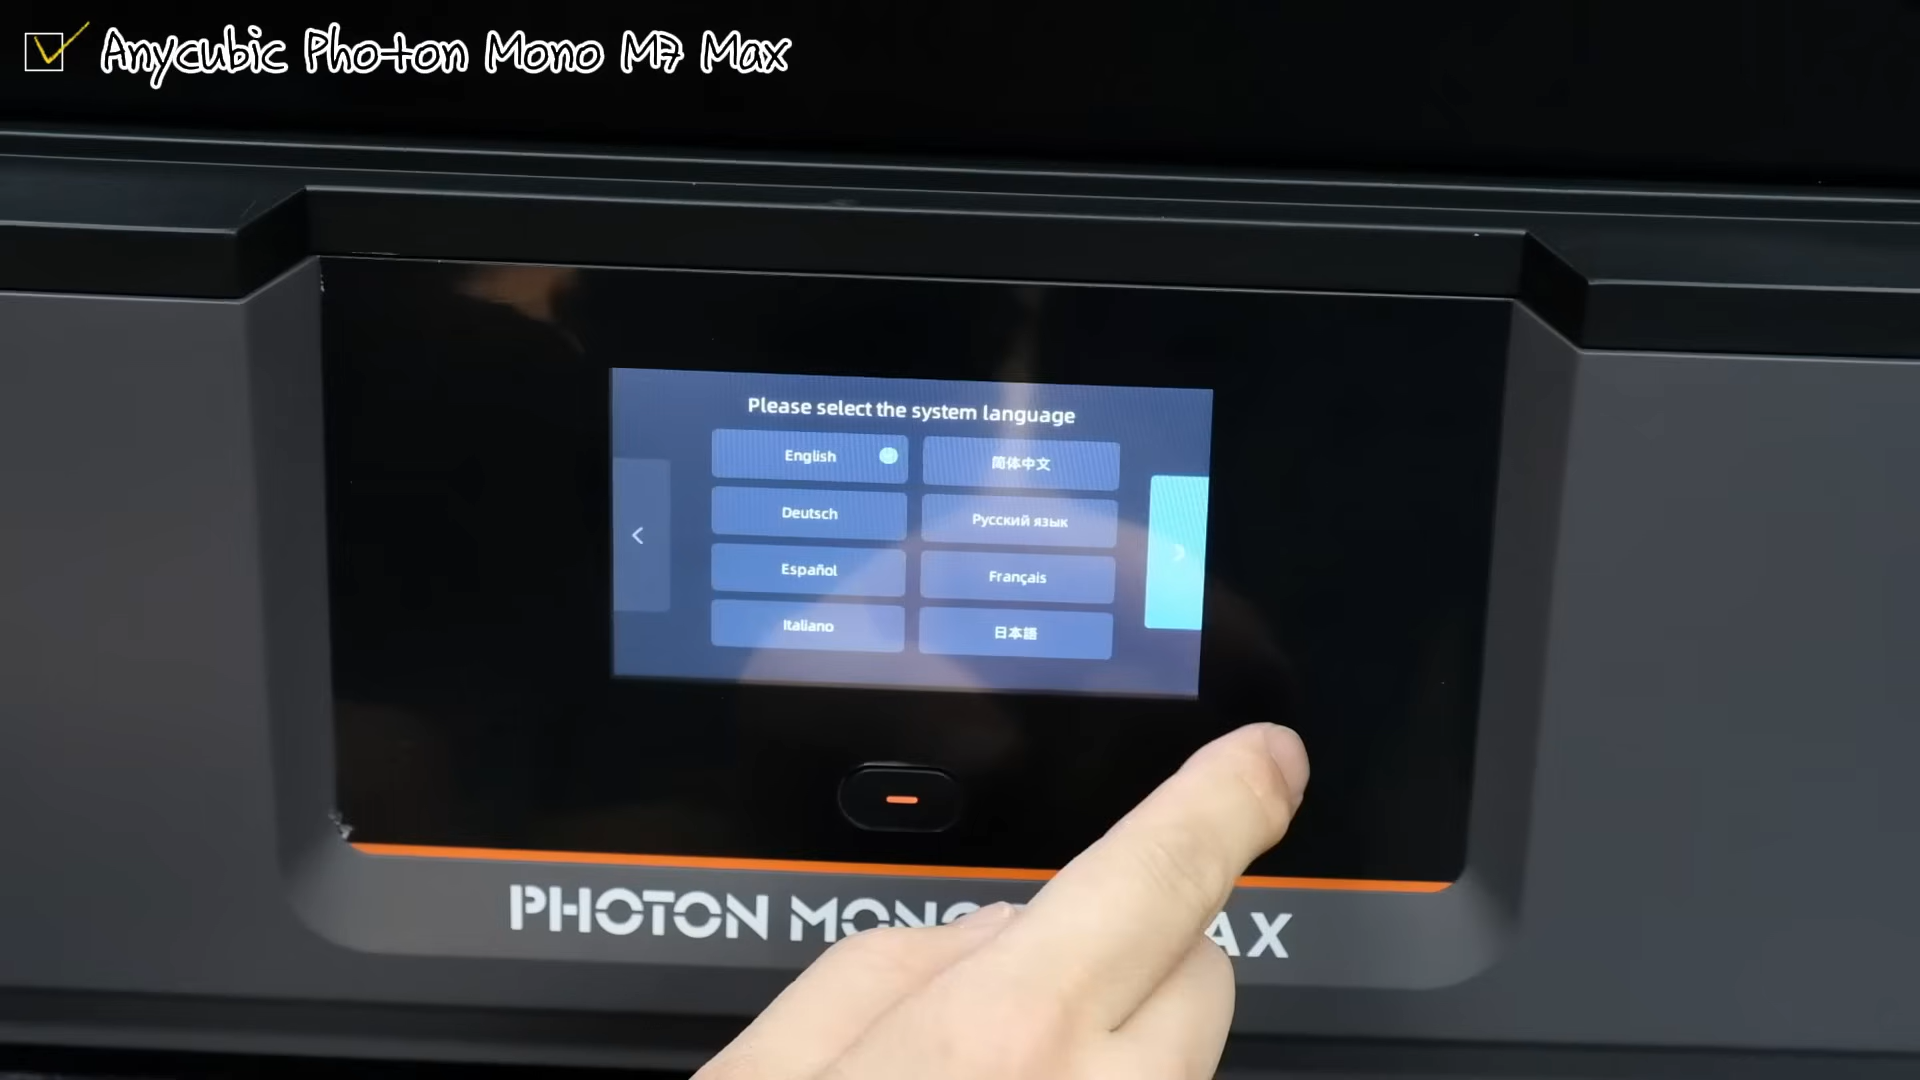 Anycubic Photon Mono M7 Max
Please select the system language
English
简体中文
Deutsch
Русский язык
Español
Français
Italiano
日本語
PHOTON MONO